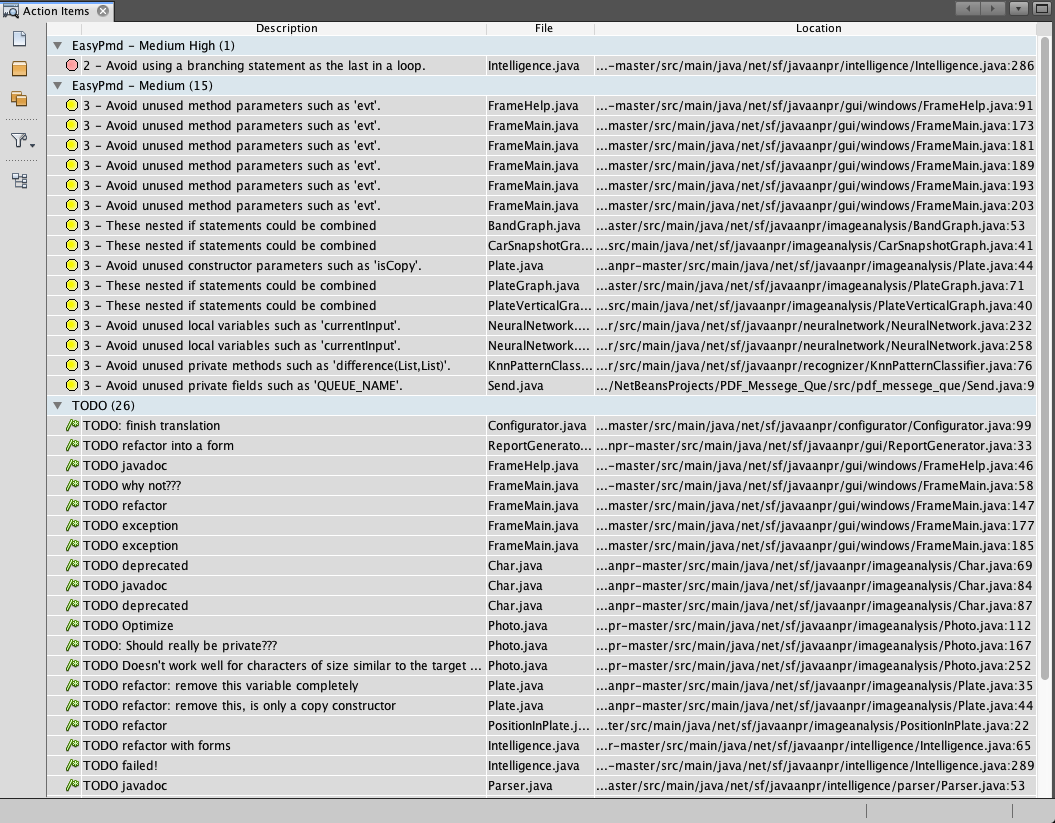 Action Items
Description File Location
EasyPmd - Medium High (1)
2 - Avoid using a branching statement as the last in a loop. Intelligence.java ...-master/src/main/java/net/sf/javaanpr/intelligence/Intelligence.java:286
EasyPmd - Medium (15)
3 - Avoid unused method parameters such as 'evt'. FrameHelp.java ...-master/src/main/java/net/sf/javaanpr/gui/windows/FrameHelp.java:91
3 - Avoid unused method parameters such as 'evt'. FrameMain.java ...master/src/main/java/net/sf/javaanpr/gui/windows/FrameMain.java:173
3 - Avoid unused method parameters such as 'evt'. FrameMain.java ...master/src/main/java/net/sf/javaanpr/gui/windows/FrameMain.java:181
3 - Avoid unused method parameters such as 'evt'. FrameMain.java ...master/src/main/java/net/sf/javaanpr/gui/windows/FrameMain.java:189
3 - Avoid unused method parameters such as 'evt'. FrameMain.java ...master/src/main/java/net/sf/javaanpr/gui/windows/FrameMain.java:193
3 - Avoid unused method parameters such as 'evt'. FrameMain.java ...master/src/main/java/net/sf/javaanpr/gui/windows/FrameMain.java:203
3 - These nested if statements could be combined BandGraph.java ...aster/src/main/java/net/sf/javaanpr/imageanalysis/BandGraph.java:53
3 - These nested if statements could be combined CarSnapshotGra... ...src/main/java/net/sf/javaanpr/imageanalysis/CarSnapshotGraph.java:41
3 - Avoid unused constructor parameters such as 'isCopy'. Plate.java ...anpr-master/src/main/java/net/sf/javaanpr/imageanalysis/Plate.java:44
3 - These nested if statements could be combined PlateGraph.java ...aster/src/main/java/net/sf/javaanpr/imageanalysis/PlateGraph.java:71
3 - These nested if statements could be combined PlateVerticalGra... ...src/main/java/net/sf/javaanpr/imageanalysis/PlateVerticalGraph.java:40
3 - Avoid unused local variables such as 'currentInput'. NeuralNetwork.... ...r/src/main/java/net/sf/javaanpr/neuralnetwork/NeuralNetwork.java:232
3 - Avoid unused local variables such as 'currentInput'. NeuralNetwork.... ...r/src/main/java/net/sf/javaanpr/neuralnetwork/NeuralNetwork.java:258
3 - Avoid unused private methods such as 'difference(List,List)'. KnnPatternClass... ...r/src/main/java/net/sf/javaanpr/recognizer/KnnPatternClassifier.java:76
3 - Avoid unused private fields such as 'QUEUE_NAME'. Send.java .../NetBeansProjects/PDF_Messege_Que/src/pdf_messege_que/Send.java:9
TODO (26)
TODO: finish translation Configurator.java ...master/src/main/java/net/sf/javaanpr/configurator/Configurator.java:99
TODO refactor into a form ReportGenerato... ...npr-master/src/main/java/net/sf/javaanpr/gui/ReportGenerator.java:33
TODO javadoc FrameHelp.java ...-master/src/main/java/net/sf/javaanpr/gui/windows/FrameHelp.java:46
TODO why not??? FrameMain.java ...-master/src/main/java/net/sf/javaanpr/gui/windows/FrameMain.java:58
TODO refactor FrameMain.java ...master/src/main/java/net/sf/javaanpr/gui/windows/FrameMain.java:147
TODO exception FrameMain.java ...master/src/main/java/net/sf/javaanpr/gui/windows/FrameMain.java:177
TODO exception FrameMain.java ...master/src/main/java/net/sf/javaanpr/gui/windows/FrameMain.java:185
TODO deprecated Char.java ...anpr-master/src/main/java/net/sf/javaanpr/imageanalysis/Char.java:69
TODO javadoc Char.java ...anpr-master/src/main/java/net/sf/javaanpr/imageanalysis/Char.java:84
TODO deprecated Char.java ...anpr-master/src/main/java/net/sf/javaanpr/imageanalysis/Char.java:87
TODO Optimize Photo.java ...pr-master/src/main/java/net/sf/javaanpr/imageanalysis/Photo.java:112
TODO: Should really be private??? Photo.java ...pr-master/src/main/java/net/sf/javaanpr/imageanalysis/Photo.java:167
TODO Doesn't work well for characters of size similar to the target ... Photo.java ...pr-master/src/main/java/net/sf/javaanpr/imageanalysis/Photo.java:252
TODO refactor: remove this variable completely Plate.java ...anpr-master/src/main/java/net/sf/javaanpr/imageanalysis/Plate.java:35
TODO refactor: remove this, is only a copy constructor Plate.java ...anpr-master/src/main/java/net/sf/javaanpr/imageanalysis/Plate.java:44
TODO refactor PositionInPlate.j... ...ter/src/main/java/net/sf/javaanpr/imageanalysis/PositionInPlate.java:22
TODO refactor with forms Intelligence.java ...r-master/src/main/java/net/sf/javaanpr/intelligence/Intelligence.java:65
TODO failed! Intelligence.java ...-master/src/main/java/net/sf/javaanpr/intelligence/Intelligence.java:289
TODO javadoc Parser.java ...aster/src/main/java/net/sf/javaanpr/intelligence/parser/Parser.java:53